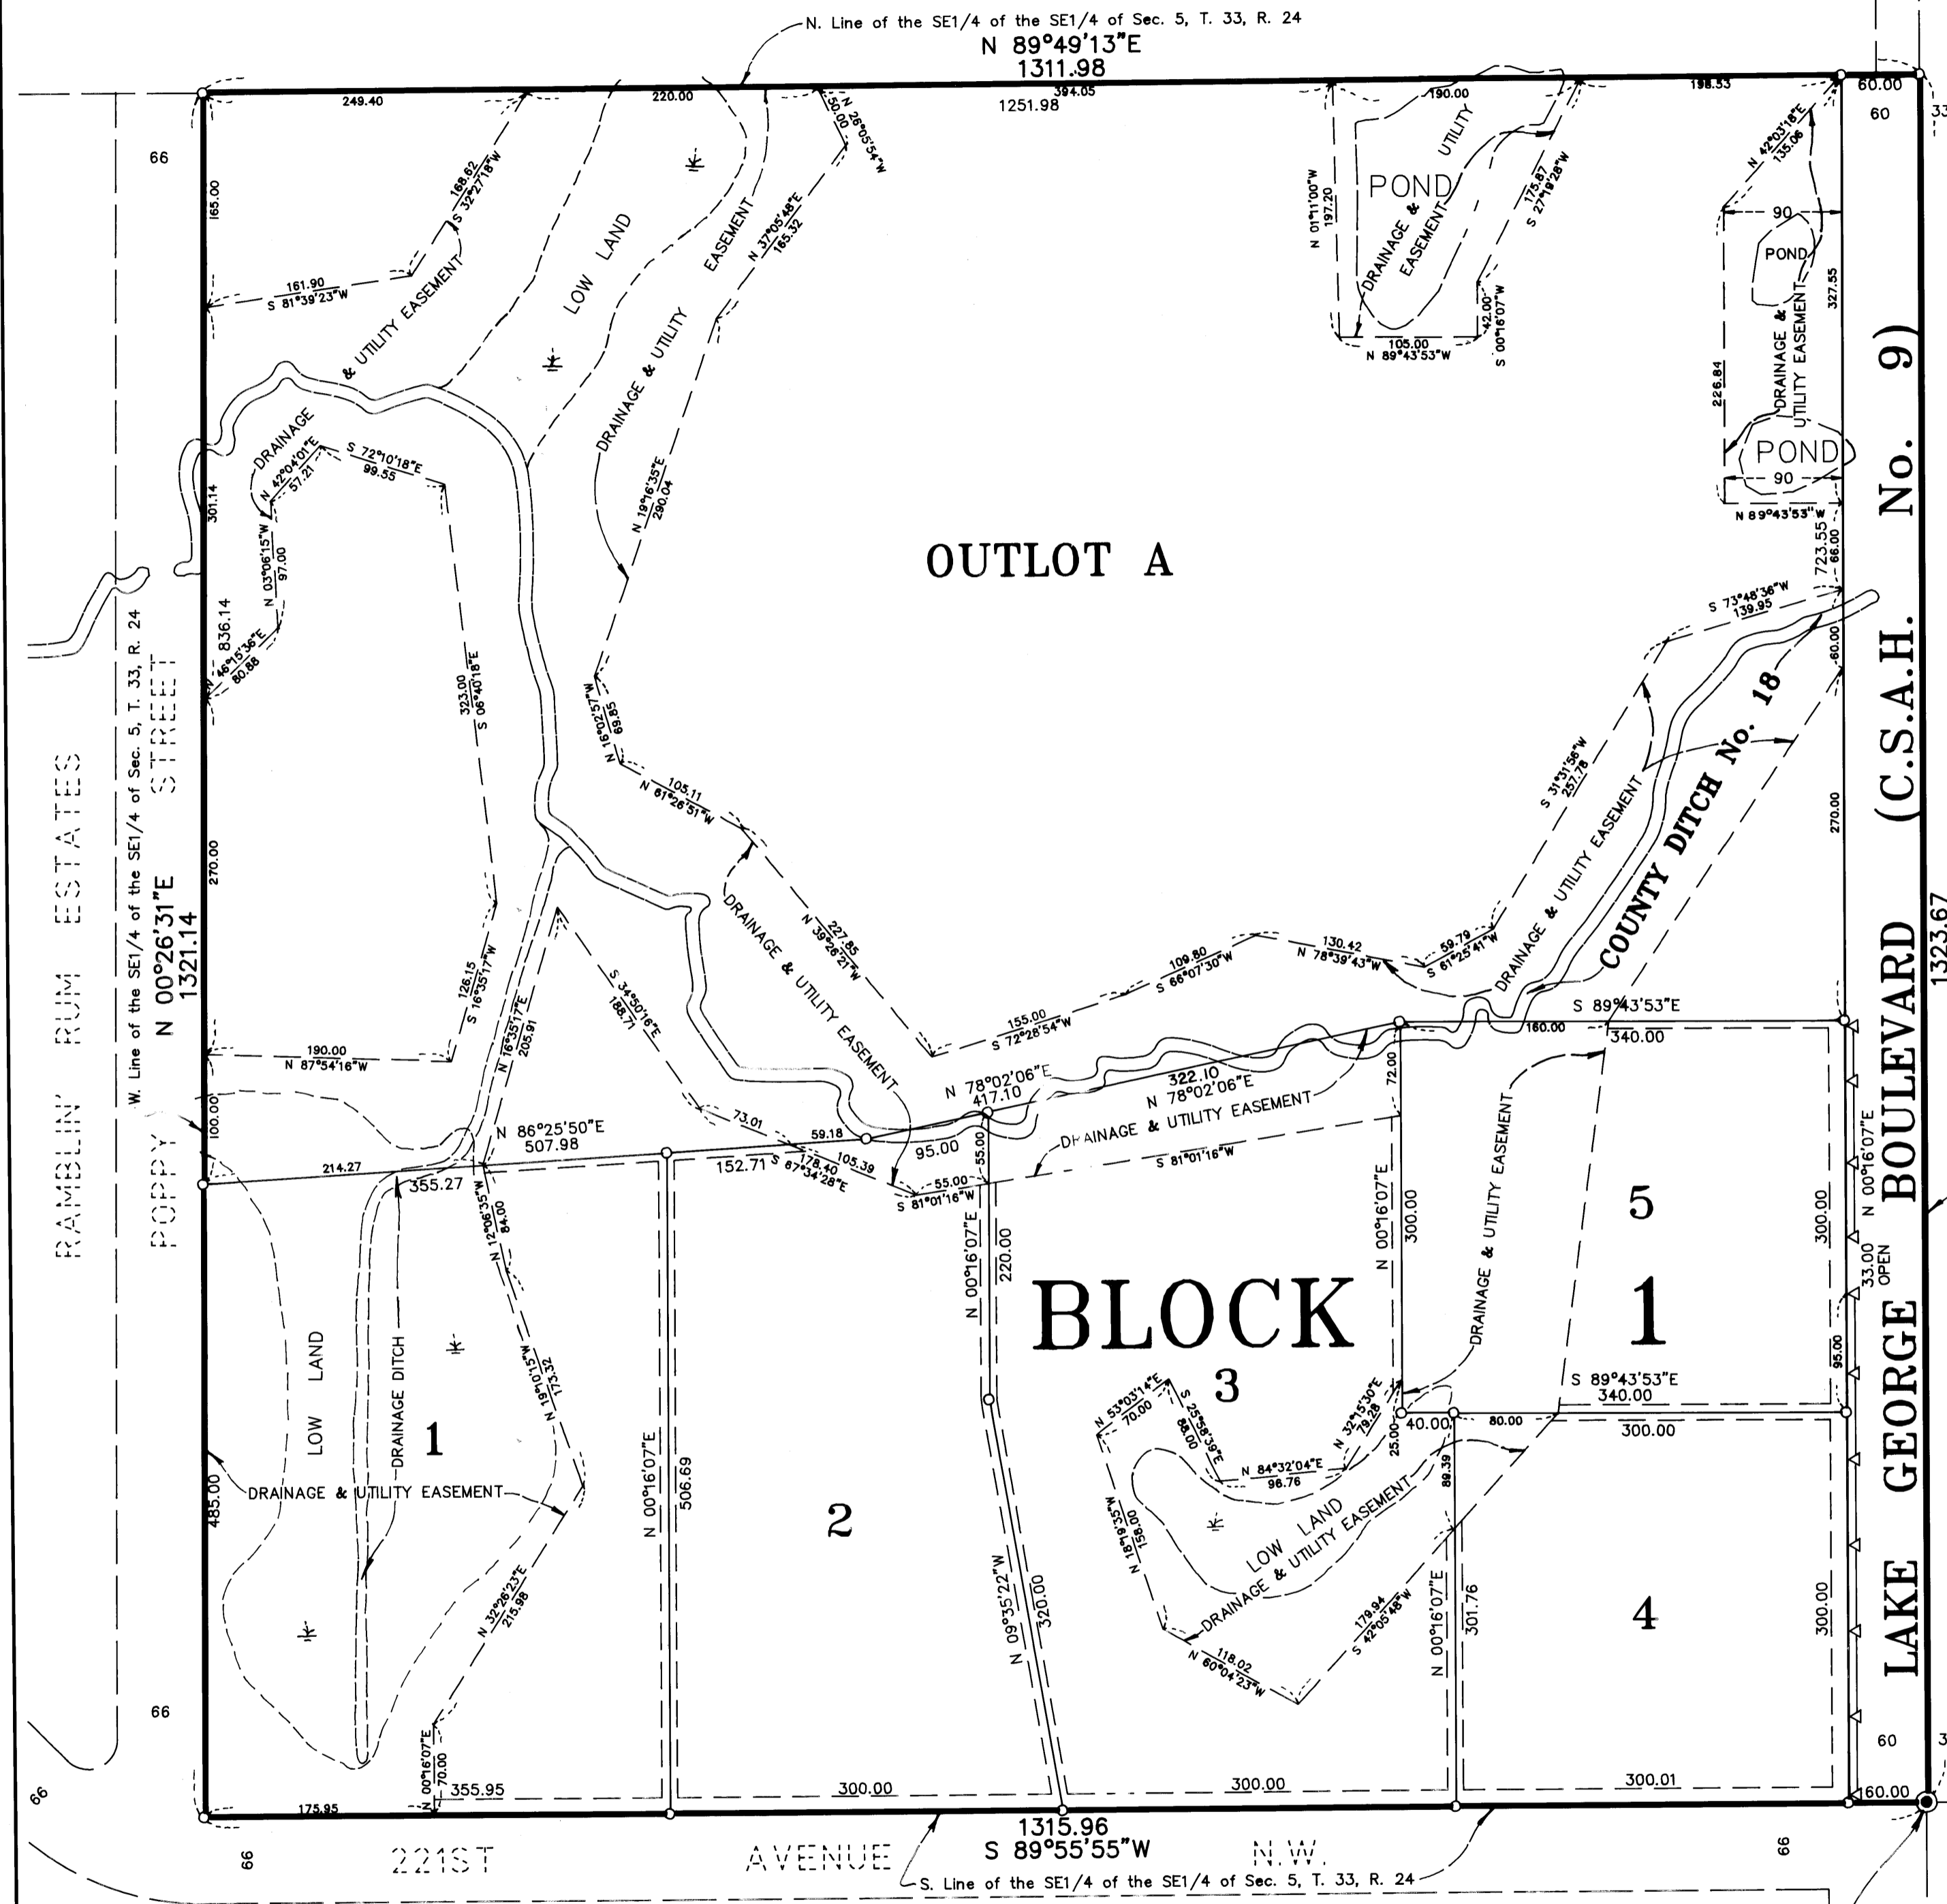 N. Line of the SE1/4 of the SE1/4 of Sec. 5, T. 33, R. 24
N 89°49'13"E
1311.98
249.40
220.00
394.05
1251.98
190.00
198.53
60.00
60
33
66
165.00
168.62
S 32°27'18"W
161.90
S 81°39'23"W
N 26°05'54"W
50.00
N 37°05'48"E
165.32
LOW LAND
DRAINAGE & UTILITY EASEMENT
DRAINAGE & UTILITY EASEMENT
POND
DRAINAGE & UTILITY EASEMENT
N 01°11'00"W
197.20
175.87
S 27°19'28"W
42.00
S 00°16'07"W
105.00
N 89°43'53"W
N 42°03'18"E
135.06
90
POND
327.55
226.84
DRAINAGE &
UTILITY EASEMENT
POND
90
N 89°43'53"W
723.55
66.00
301.14
N 42°04'01"E
57.21
S 72°10'18"E
99.55
N 03°06'15"W
97.00
N 46°15'36"E
80.88
836.14
323.00
S 06°40'18"E
N 19°16'35"E
290.04
N 16°02'57"W
69.85
105.11
N 61°26'51"W
OUTLOT A
S 73°48'36"W
139.95
60.00
S 31°31'56"W
257.78
COUNTY DITCH No. 18
DRAINAGE & UTILITY EASEMENT
270.00
RAMBLIN' RUM ESTATES
W. Line of the SE1/4 of the SE1/4 of Sec. 5, T. 33, R. 24
POPPY STREET
N 00°26'31"E
1321.14
270.00
126.15
S 16°35'17"W
190.00
N 87°54'16"W
N 16°35'17"E
205.91
S 34°50'16"E
188.71
DRAINAGE & UTILITY EASEMENT
227.85
N 39°26'21"W
155.00
S 72°28'54"W
109.80
S 66°07'30"W
130.42
N 78°39'43"W
59.79
S 61°25'41"W
S 89°43'53"E
160.00
340.00
100.00
N 86°25'50"E
507.98
214.27
355.27
73.01
59.18
152.71
178.40
105.39
S 67°34'28"E
95.00
N 78°02'06"E
417.10
322.10
N 78°02'06"E
DRAINAGE & UTILITY EASEMENT
S 81°01'16"W
55.00
S 81°01'16"W
55.00
72.00
N 12°06'35"W
84.00
N 00°16'07"E
220.00
N 00°16'07"E
300.00
DRAINAGE & UTILITY EASEMENT
5
300.00
N 00°16'07"E
33.00
OPEN
BLOCK 1
3
N 19°10'15"W
173.32
LOW LAND
DRAINAGE DITCH
1
DRAINAGE & UTILITY EASEMENT
485.00
N 00°16'07"E
506.69
2
N 53°03'14"E
70.00
S 25°58'39"E
88.00
N 84°32'04"E
96.76
N 32°15'30"E
79.28
25.00
40.00
80.00
S 89°43'53"E
340.00
300.00
95.00
89.39
N 18°19'35"W
158.00
LOW LAND
DRAINAGE & UTILITY EASEMENT
118.02
N 60°04'23"W
179.94
S 42°05'48"W
N 32°26'23"E
215.98
N 09°35'22"W
320.00
N 00°16'07"E
301.76
4
300.00
66
66
N 00°16'07"E
70.00
175.95
355.95
300.00
300.00
300.01
60
60.00
1315.96
S 89°55'55"W
66
221ST AVENUE N.W.
66
S. Line of the SE1/4 of the SE1/4 of Sec. 5, T. 33, R. 24
LAKE GEORGE BOULEVARD (C.S.A.H. No. 9)
1323.67